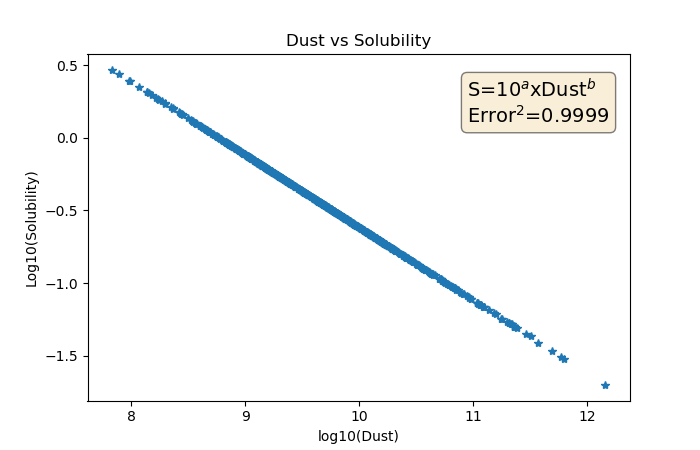 Dust vs Solubility
S=10^a xDust^b
Error^2=0.9999
Log10(Solubility)
0.5
0.0
−0.5
−1.0
−1.5
8 9 10 11 12
log10(Dust)